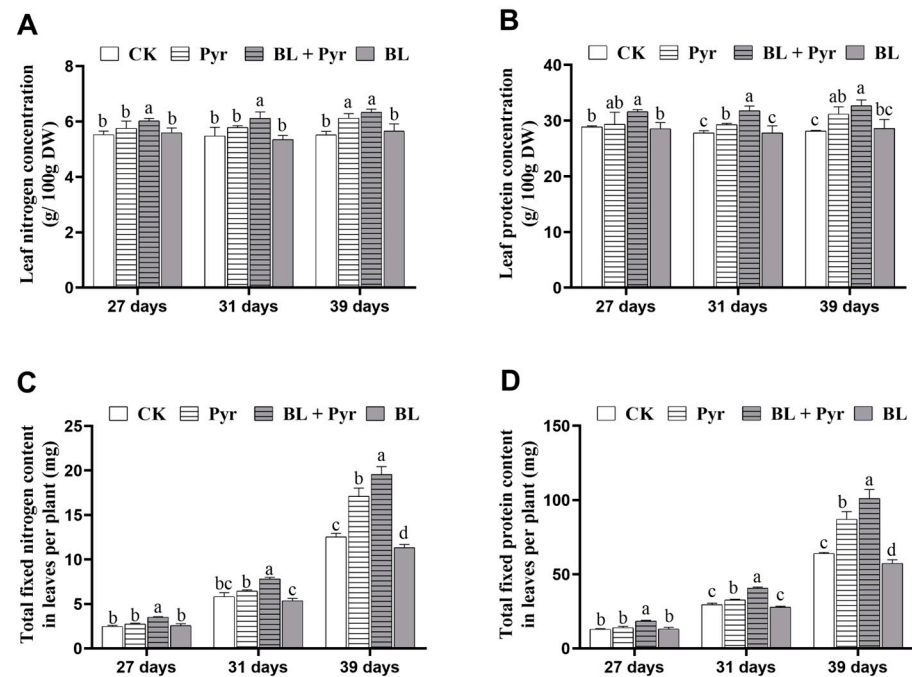 A
CK Pyr BL + Pyr BL
Leaf nitrogen concentration
(g/ 100g DW)
8
6
4
2
0
b b a b
b b a b
b a a b
27 days 31 days 39 days
B
CK Pyr BL + Pyr BL
Leaf protein concentration
(g/ 100g DW)
40
30
20
10
0
b ab a b
c b a c
c ab a bc
27 days 31 days 39 days
C
CK Pyr BL + Pyr BL
Total fixed nitrogen content
in leaves per plant (mg)
25
20
15
10
5
0
b b a b
bc b a c
c b a d
27 days 31 days 39 days
D
CK Pyr BL + Pyr BL
Total fixed protein content
in leaves per plant (mg)
150
100
50
0
b b a b
c b a c
c b a d
27 days 31 days 39 days